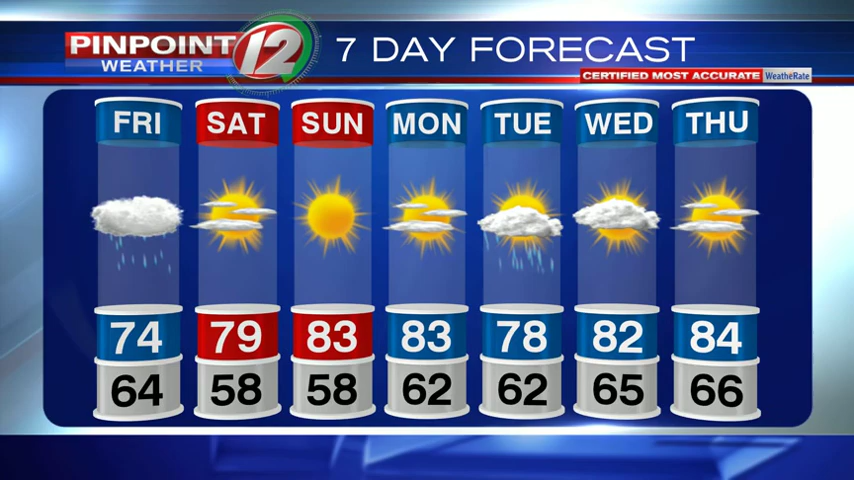 PINPOINT 12 7 DAY FORECAST
WEATHER
CERTIFIED MOST ACCURATE WeatheRate
FRI SAT SUN MON TUE WED THU
74 79 83 83 78 82 84
64 58 58 62 62 65 66